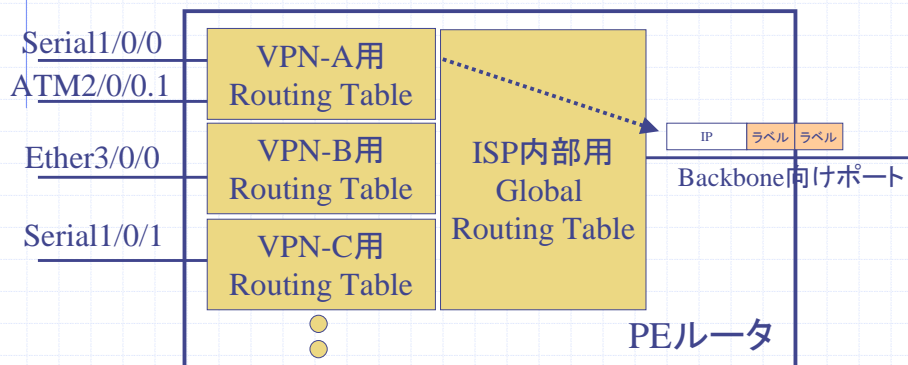 Serial1/0/0
ATM2/0/0.1
Ether3/0/0
Serial1/0/1
VPN-A用
Routing Table
VPN-B用
Routing Table
VPN-C用
Routing Table
ISP内部用
Global
Routing Table
IP ラベル ラベル
Backbone向けポート
PEルータ